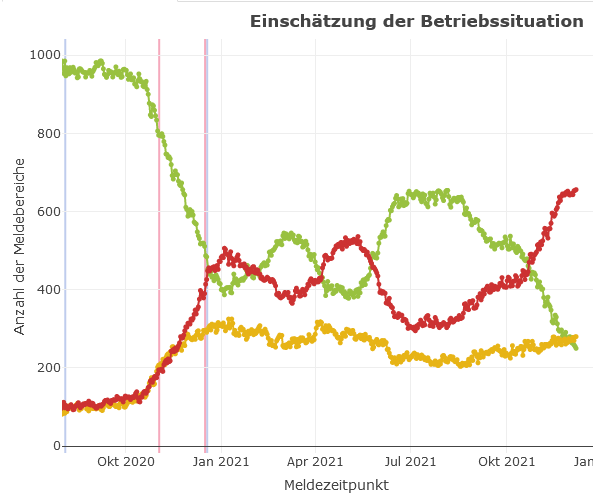 Einschätzung der Betriebssituation
Anzahl der Meldebereiche
1000
800
600
400
200
0
Okt 2020
Jan 2021
Apr 2021
Jul 2021
Okt 2021
Jan
Meldezeitpunkt